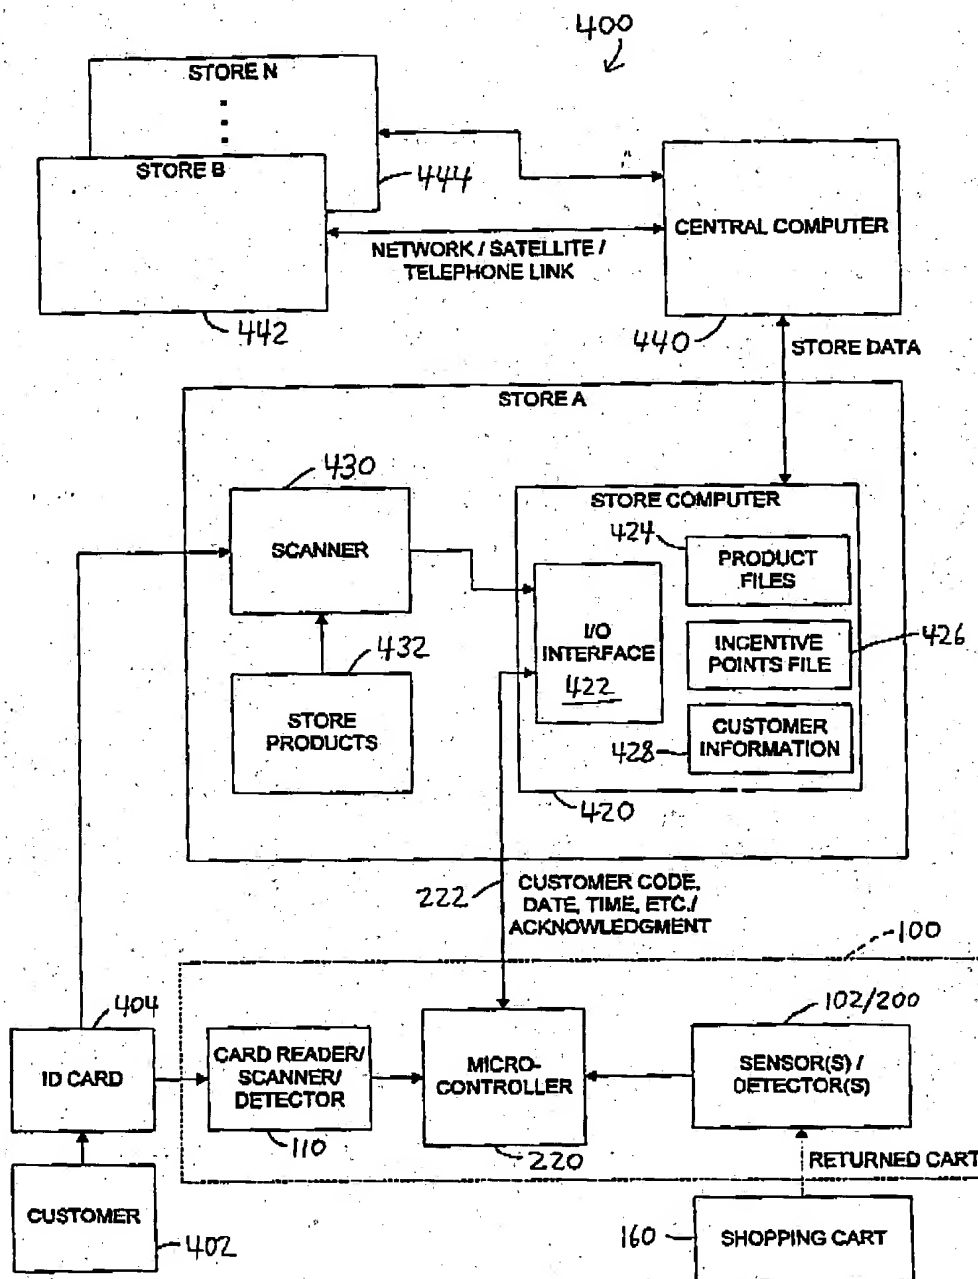 400
STORE N
STORE B
444
CENTRAL COMPUTER
NETWORK / SATELLITE /
TELEPHONE LINK
442
440
STORE DATA
STORE A
430
STORE COMPUTER
424
SCANNER
PRODUCT
FILES
I/O
INTERFACE
422
INCENTIVE
POINTS FILE
426
432
STORE
PRODUCTS
428
CUSTOMER
INFORMATION
420
222
CUSTOMER CODE,
DATE, TIME, ETC./
ACKNOWLEDGMENT
100
404
102/200
ID CARD
CARD READER/
SCANNER/
DETECTOR
MICRO-
CONTROLLER
SENSOR(S) /
DETECTOR(S)
110
220
RETURNED CART
CUSTOMER
402
160
SHOPPING CART